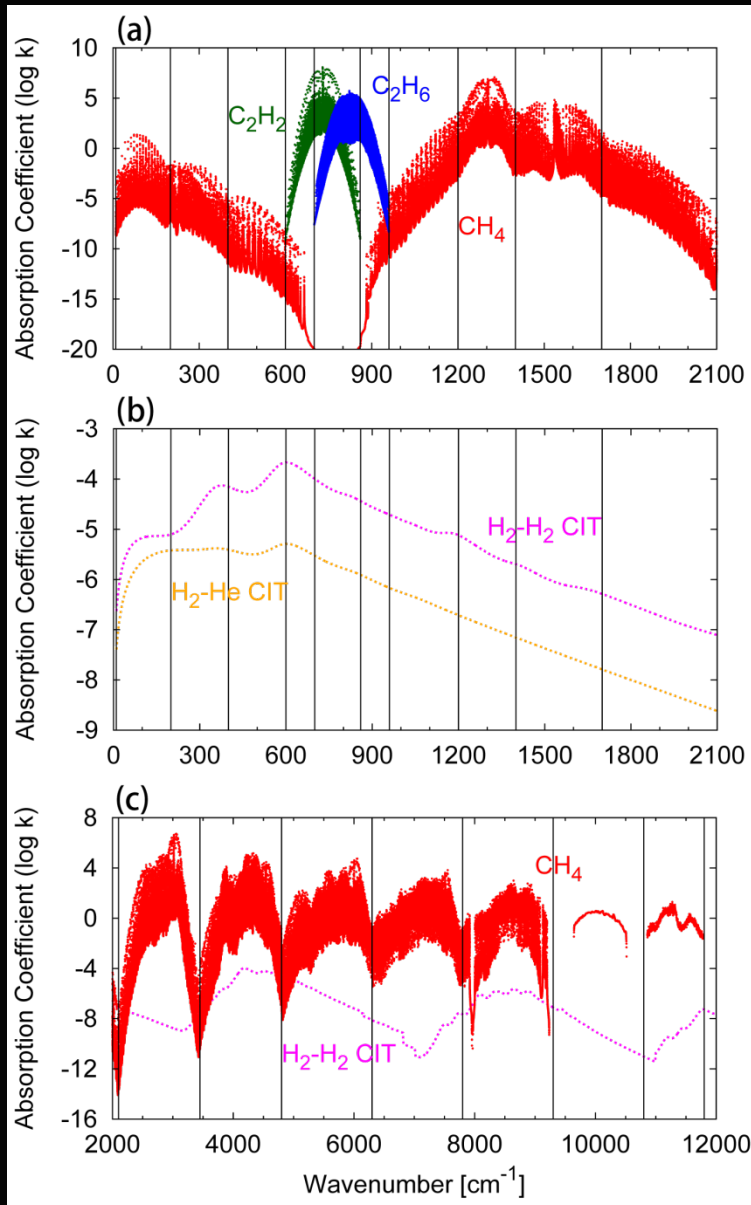 (a)
Absorption Coefficient (log k)
10
5
0
-5
-10
-15
-20
C₂H₂
C₂H₆
CH₄
0 300 600 900 1200 1500 1800 2100
(b)
Absorption Coefficient (log k)
-3
-4
-5
-6
-7
-8
-9
H₂-H₂ CIT
H₂-He CIT
0 300 600 900 1200 1500 1800 2100
(c)
Absorption Coefficient (log k)
8
4
0
-4
-8
-12
-16
CH₄
H₂-H₂ CIT
2000 4000 6000 8000 10000 12000
Wavenumber [cm⁻¹]